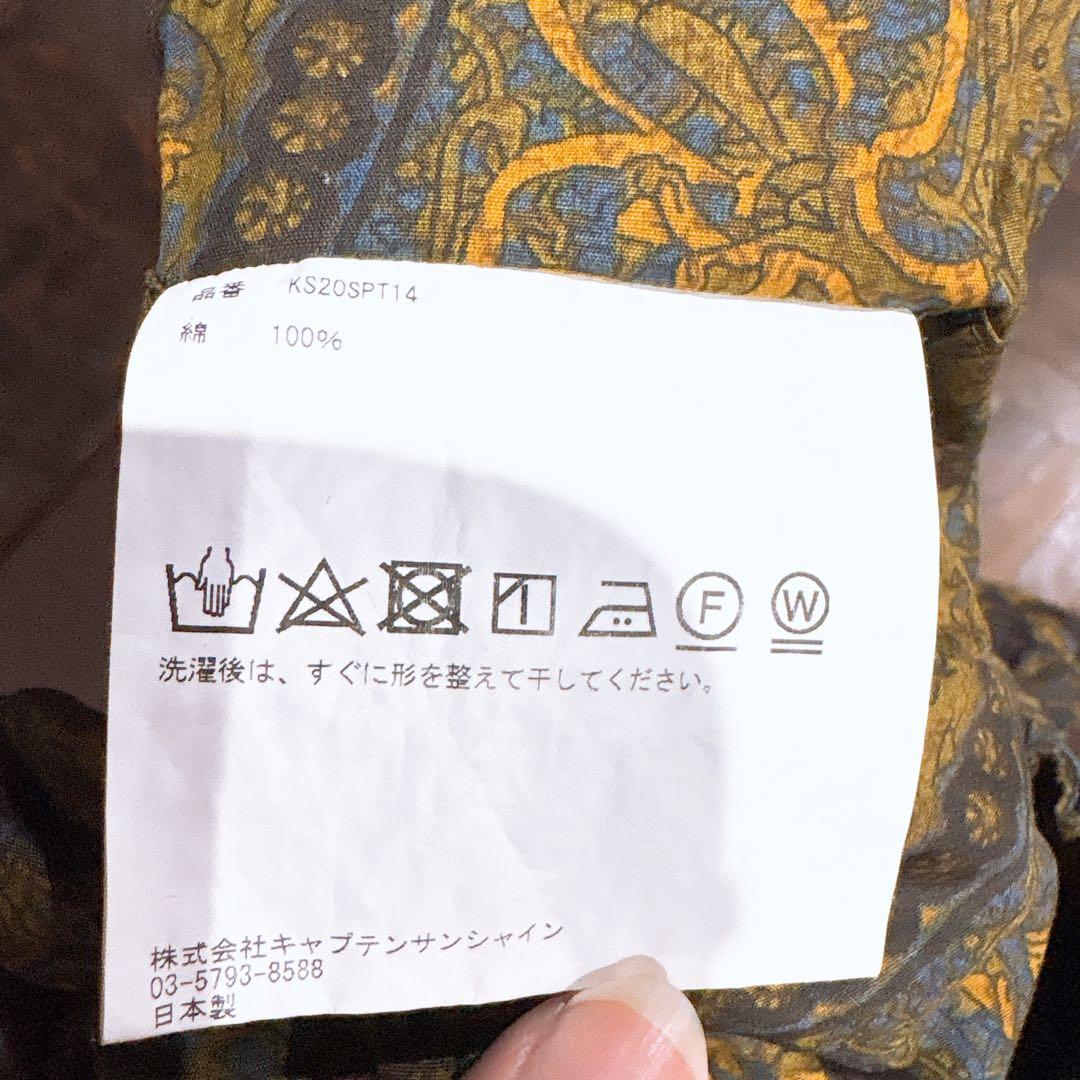 品番 KS20SPT14
綿 100%
F W
洗濯後は、すぐに形を整えて干してください。
株式会社キャプテンサンシャイン
03-5793-8588
日本製